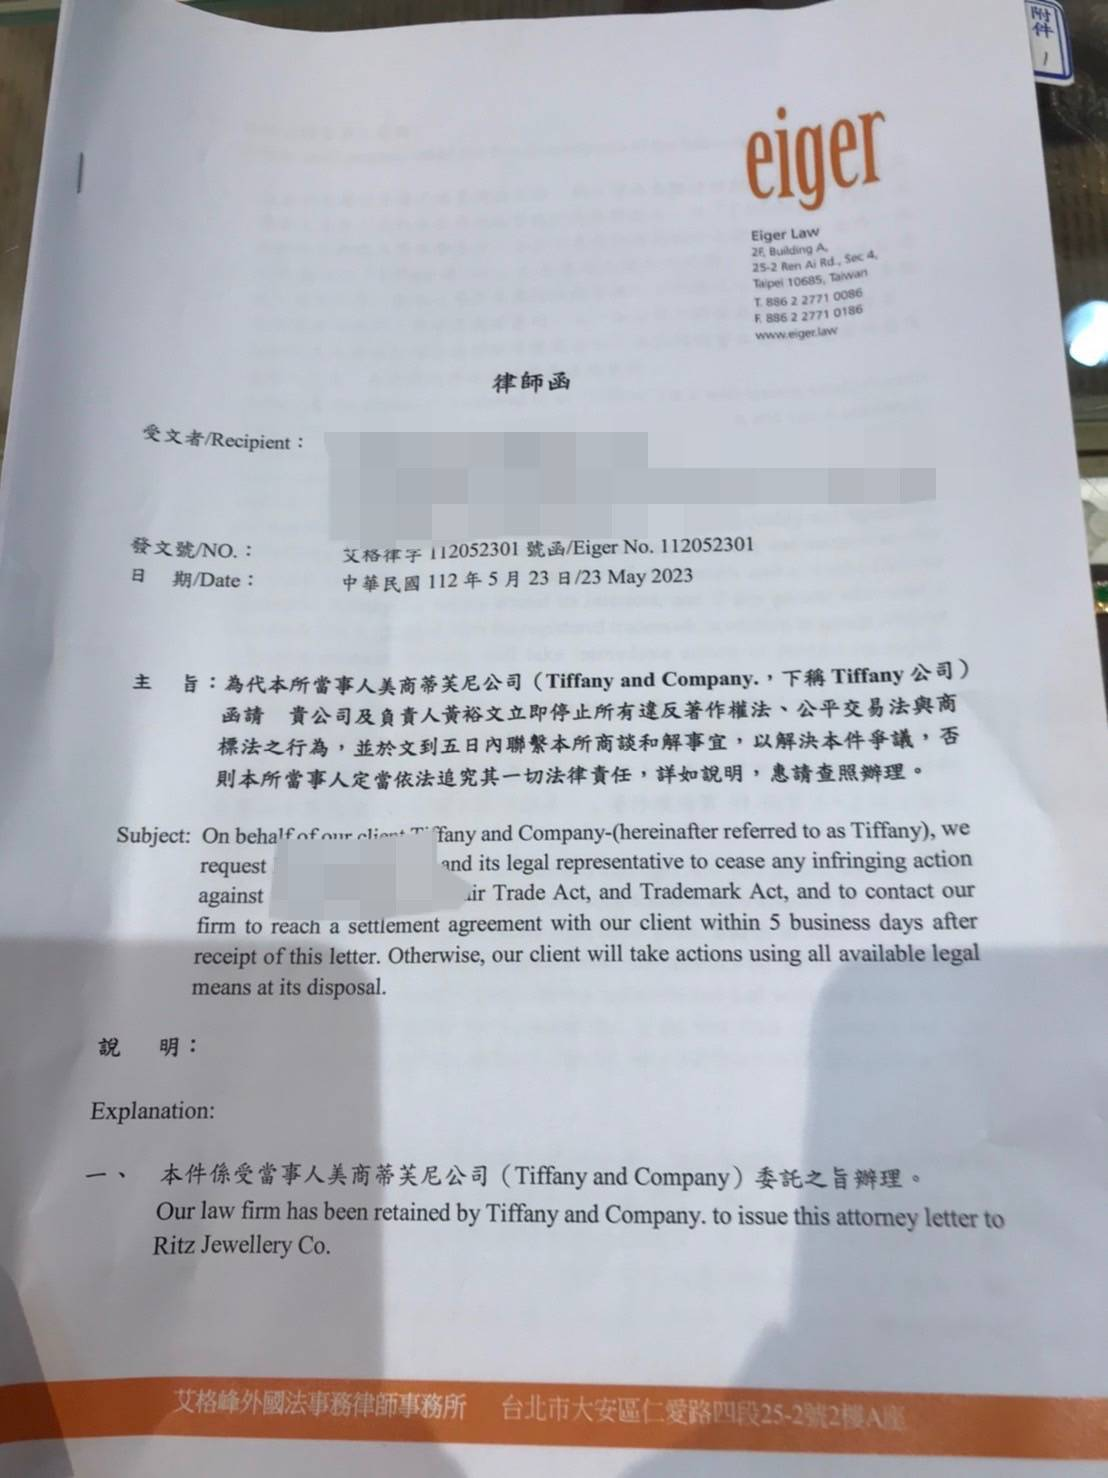 附件
1
eiger
Eiger Law
2F, Building A,
25-2 Ren Ai Rd., Sec 4,
Taipei 10685, Taiwan
T. 886 2 2771 0086
F. 886 2 2771 0186
www.eiger.law
律師函
受文者/Recipient：
發文號/NO.： 艾格律字 112052301 號函/Eiger No. 112052301
日 期/Date： 中華民國 112 年 5 月 23 日/23 May 2023
主 旨：為代本所當事人美商蒂芙尼公司（Tiffany and Company.，下稱 Tiffany 公司）
函請 貴公司及負責人黃裕文立即停止所有違反著作權法、公平交易法與商
標法之行為，並於文到五日內聯繫本所商談和解事宜，以解決本件爭議，否
則本所當事人定當依法追究其一切法律責任，詳如說明，惠請查照辦理。
Subject: On behalf of our client Tiffany and Company-(hereinafter referred to as Tiffany), we
request and its legal representative to cease any infringing action
against Trade Act, and Trademark Act, and to contact our
firm to reach a settlement agreement with our client within 5 business days after
receipt of this letter. Otherwise, our client will take actions using all available legal
means at its disposal.
說 明：
Explanation:
一、 本件係受當事人美商蒂芙尼公司（Tiffany and Company）委託之旨辦理。
Our law firm has been retained by Tiffany and Company. to issue this attorney letter to
Ritz Jewellery Co.
艾格峰外國法事務律師事務所 台北市大安區仁愛路四段25-2號2樓A座